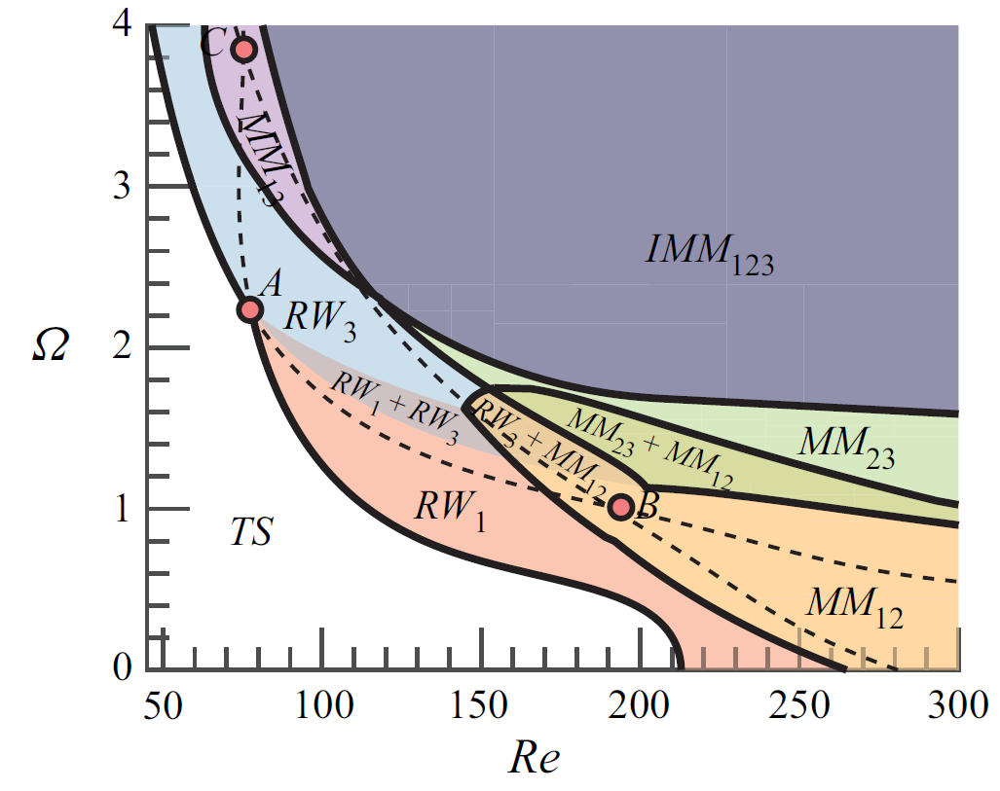 4
C
MM₁₃
3
IMM₁₂₃
A
RW₃
Ω
2
RW₁ + RW₃
RW₃ + MM₁₂
MM₂₃ + MM₁₂
MM₂₃
1
RW₁
B
TS
MM₁₂
0
50 100 150 200 250 300
Re